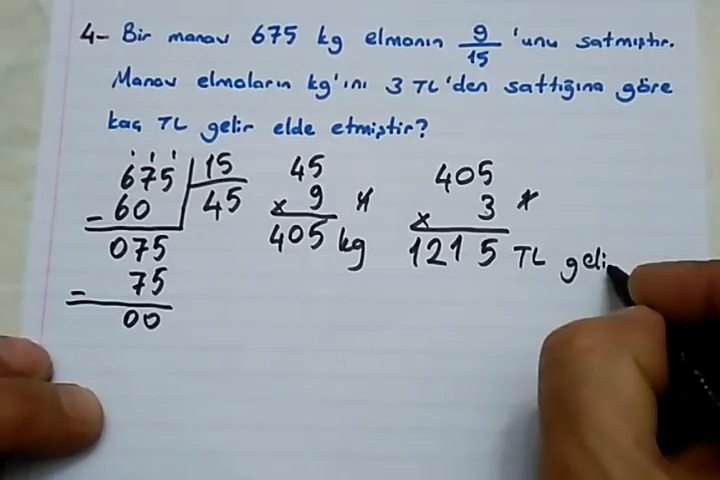 4- Bir manav 675 kg elmanın 9/15 'unu satmıştır.
Manav elmaların kg'ını 3 TL'den sattığına göre
kaç TL gelir elde etmiştir?
675 15 45 405
- 60 45 x 9 x 3
075 405 kg 1215 TL geli
- 75
00